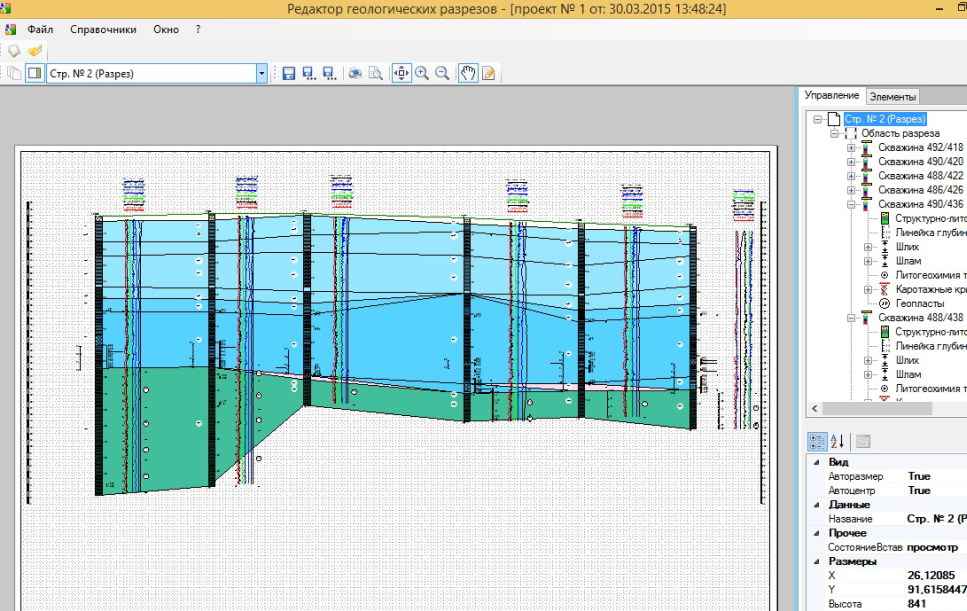 Редактор геологических разрезов - [проект № 1 от: 30.03.2015 13:48:24]
Файл Справочники Окно ?
Стр. № 2 (Разрез)
Управление Элементы
Стр. № 2 (Разрез)
Область разреза
Скважина 492/418
Скважина 490/420
Скважина 488/422
Скважина 486/426
Скважина 490/436
Структурно-лито
Линейка глубин
Шлих
Шлам
Литогеохимия т
Каротажные кри
Геопласты
Скважина 488/438
Структурно-лито
Линейка глубин
Шлих
Шлам
Литогеохимия т
Вид
Авторазмер True
Автоцентр True
Данные
Название Стр. № 2 (Р
Прочее
СостояниеВстав просмотр
Размеры
X 26,12085
Y 91,6158447
Высота 841